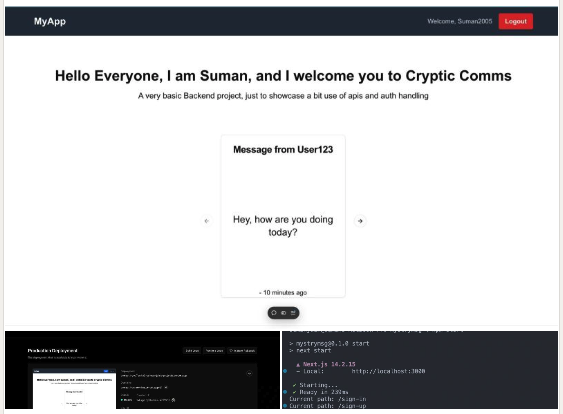 MyApp
Welcome, Suman2005
Logout
Hello Everyone, I am Suman, and I welcome you to Cryptic Comms
A very basic Backend project, just to showcase a bit use of apis and auth handling
Message from User123
Hey, how are you doing
today?
- 10 minutes ago
Production Deployment
> mystrymsg@0.1.0 start
> next start
▲ Next.js 14.2.15
- Local: http://localhost:3000
✓ Starting...
✓ Ready in 239ms
Current path: /sign-in
Current path: /sign-up